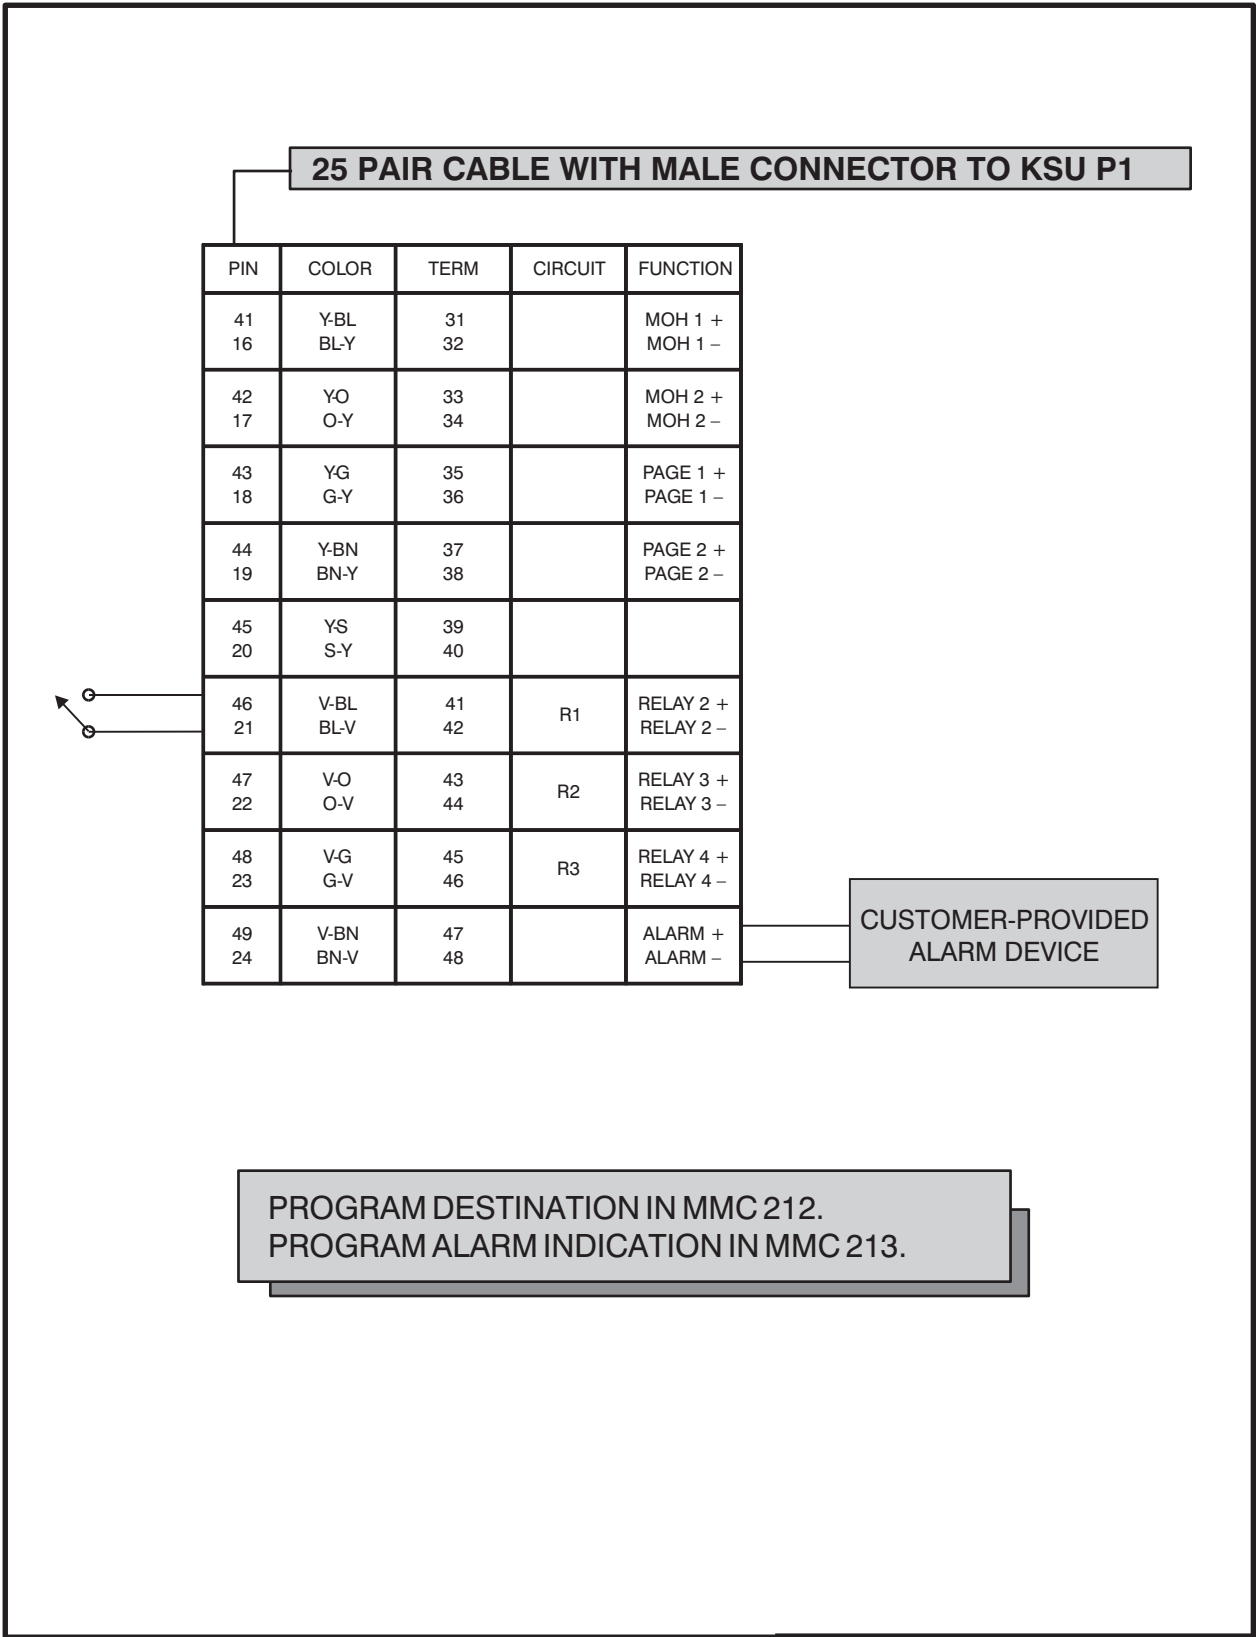 25 PAIR CABLE WITH MALE CONNECTOR TO KSU P1
PIN COLOR TERM CIRCUIT FUNCTION
41 Y-BL 31 MOH 1 +
16 BL-Y 32 MOH 1 –
42 Y-O 33 MOH 2 +
17 O-Y 34 MOH 2 –
43 Y-G 35 PAGE 1 +
18 G-Y 36 PAGE 1 –
44 Y-BN 37 PAGE 2 +
19 BN-Y 38 PAGE 2 –
45 Y-S 39
20 S-Y 40
46 V-BL 41 R1 RELAY 2 +
21 BL-V 42 RELAY 2 –
47 V-O 43 R2 RELAY 3 +
22 O-V 44 RELAY 3 –
48 V-G 45 R3 RELAY 4 +
23 G-V 46 RELAY 4 –
49 V-BN 47 ALARM +
24 BN-V 48 ALARM –
CUSTOMER-PROVIDED
ALARM DEVICE
PROGRAM DESTINATION IN MMC 212.
PROGRAM ALARM INDICATION IN MMC 213.